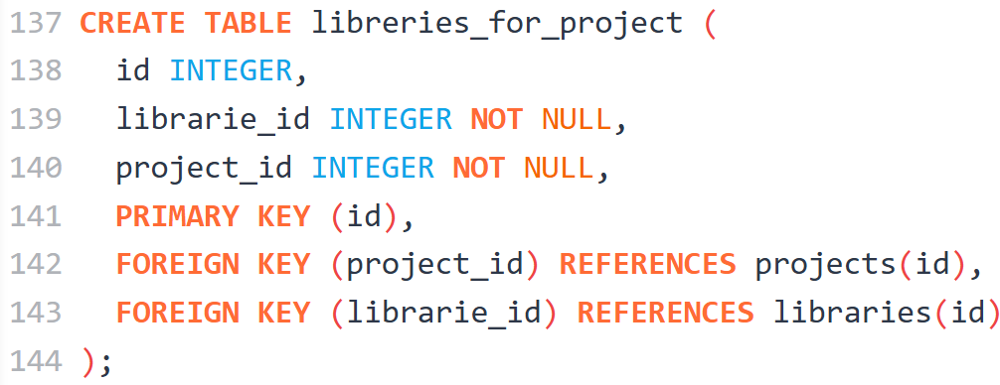 137 CREATE TABLE libreries_for_project (
138 id INTEGER,
139 librarie_id INTEGER NOT NULL,
140 project_id INTEGER NOT NULL,
141 PRIMARY KEY (id),
142 FOREIGN KEY (project_id) REFERENCES projects(id),
143 FOREIGN KEY (librarie_id) REFERENCES libraries(id)
144 );